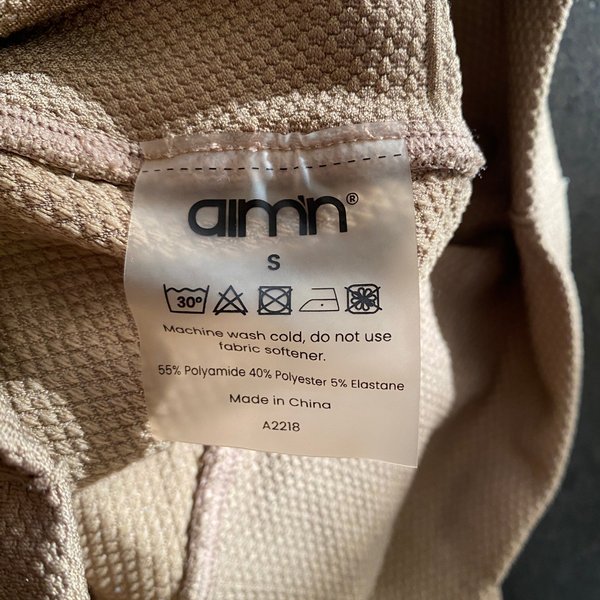 aim'n®
S
30º
Machine wash cold, do not use
fabric softener.
55% Polyamide 40% Polyester 5% Elastane
Made in China
A2218